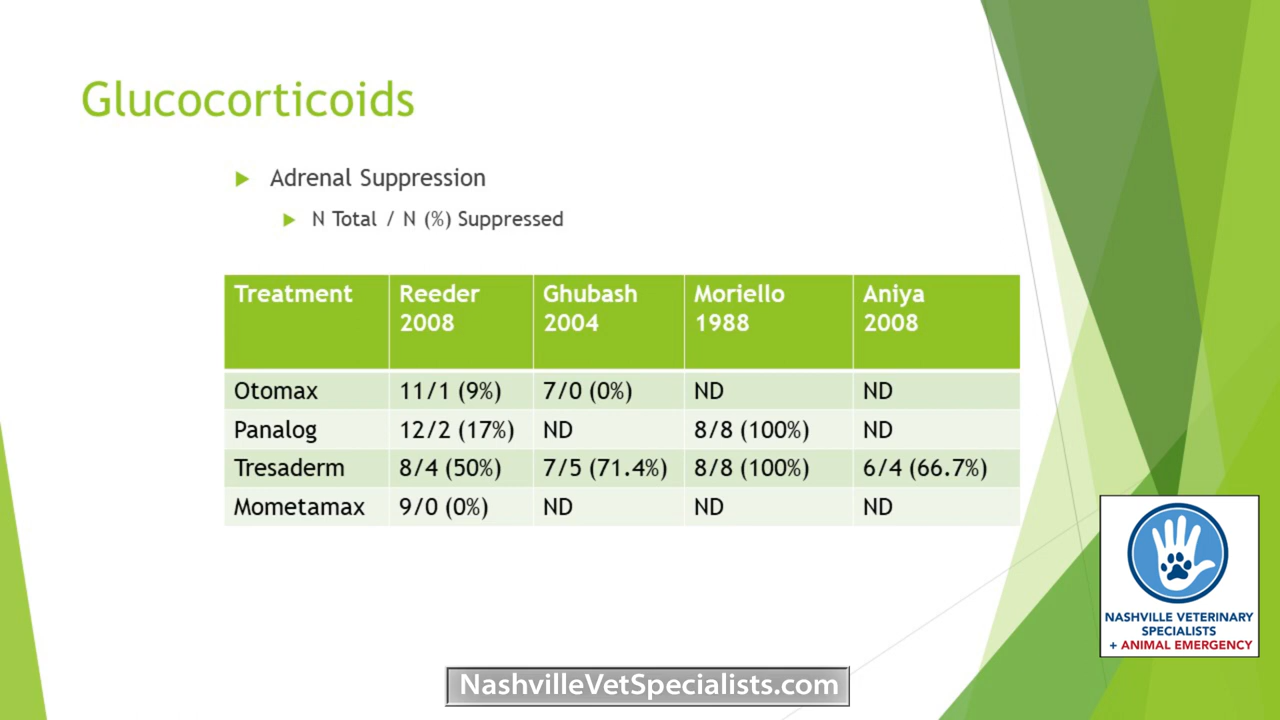 Glucocorticoids
Adrenal Suppression
N Total / N (%) Suppressed
Treatment Reeder 2008 Ghubash 2004 Moriello 1988 Aniya 2008
Otomax 11/1 (9%) 7/0 (0%) ND ND
Panalog 12/2 (17%) ND 8/8 (100%) ND
Tresaderm 8/4 (50%) 7/5 (71.4%) 8/8 (100%) 6/4 (66.7%)
Mometamax 9/0 (0%) ND ND ND
NASHVILLE VETERINARY
SPECIALISTS
+ ANIMAL EMERGENCY
NashvilleVetSpecialists.com